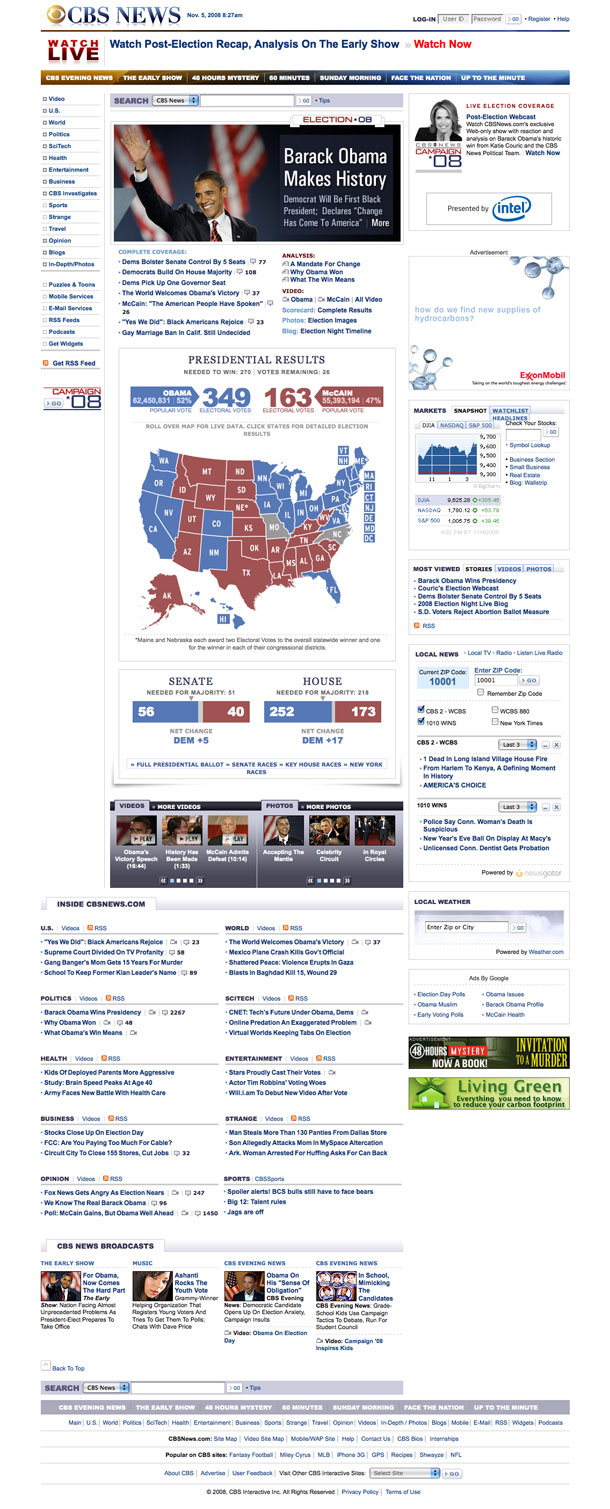 CBS NEWS Nov. 5, 2008 8:27am
LOG-IN User ID Password GO • Register • Help
WATCH LIVE
Watch Post-Election Recap, Analysis On The Early Show » Watch Now
CBS EVENING NEWS THE EARLY SHOW 48 HOURS MYSTERY 60 MINUTES SUNDAY MORNING FACE THE NATION UP TO THE MINUTE
Video
U.S.
World
Politics
SciTech
Health
Entertainment
Business
CBS Investigates
Sports
Strange
Travel
Opinion
Blogs
In-Depth/Photos
Puzzles & Toons
Mobile Services
E-Mail Services
RSS Feeds
Podcasts
Get Widgets
Get RSS Feed
CAMPAIGN
GO '08
SEARCH CBS News GO • Tips
ELECTION • 08
Barack Obama
Makes History
Democrat Will Be First Black
President; Declares "Change
Has Come To America" | More
COMPLETE COVERAGE:
• Dems Bolster Senate Control By 5 Seats 77
• Democrats Build On House Majority 108
• Dems Pick Up One Governor Seat
• The World Welcomes Obama's Victory 37
• McCain: "The American People Have Spoken"
26
• "Yes We Did": Black Americans Rejoice 23
• Gay Marriage Ban In Calif. Still Undecided
ANALYSIS:
A Mandate For Change
Why Obama Won
What The Win Means
VIDEO:
Obama | McCain | All Video
Scorecard: Complete Results
Photos: Election Images
Blog: Election Night Timeline
PRESIDENTIAL RESULTS
NEEDED TO WIN: 270 | VOTES REMAINING: 26
OBAMA
62,450,831 | 52%
POPULAR VOTE
349
ELECTORAL VOTES
163
ELECTORAL VOTES
McCAIN
55,393,194 | 47%
POPULAR VOTE
ROLL OVER MAP FOR LIVE DATA. CLICK STATES FOR DETAILED ELECTION
RESULTS
WA
OR
CA
NV
ID
MT
WY
UT
AZ
CO
NM
ND
SD
NE*
KS
OK
TX
MN
IA
MO
AR
LA
WI
IL
IN
MI
OH
KY
TN
MS
AL
GA
FL
SC
NC
VA
WV
PA
NY
ME*
VT
NH
MA
RI
CT
NJ
DE
MD
DC
AK
HI
*Maine and Nebraska each award two Electoral Votes to the overall statewide winner and one
for the winner in each of their congressional districts.
SENATE
NEEDED FOR MAJORITY: 51
56 40
NET CHANGE
DEM +5
HOUSE
NEEDED FOR MAJORITY: 218
252 173
NET CHANGE
DEM +17
» FULL PRESIDENTIAL BALLOT » SENATE RACES » KEY HOUSE RACES » NEW YORK
RACES
VIDEOS MORE VIDEOS
PLAY PLAY PLAY
Obama's
Victory Speech
(16:44)
History Has
Been Made
(1:33)
McCain Admits
Defeat (10:14)
PHOTOS MORE PHOTOS
Accepting The
Mantle
Celebrity
Circuit
In Royal
Circles
LIVE ELECTION COVERAGE
Post-Election Webcast
Watch CBSNews.com's exclusive
Web-only show with reaction
and analysis on Barack Obama's historic
win from Katie Couric and the CBS
News Political Team. Watch Now
CBS NEWS
CAMPAIGN
'08
Presented by intel
Advertisement
how do we find new supplies of
hydrocarbons?
ExxonMobil
Taking on the world's toughest energy challenges.
MARKETS SNAPSHOT WATCHLIST
HEADLINES
DJIA NASDAQ S&P 500
9,700
9,600
9,500
9,400
9,300
11 1 3
© BigCharts
Check Your Stocks:
GO
• Symbol Lookup
• Business Section
• Small Business
• Real Estate
• Blog: Wallstrip
DJIA 9,625.28 +305.45
NASDAQ 1,780.12 +53.79
S&P 500 1,005.75 +39.45
4:02 PM ET 11/4/2008
MOST VIEWED STORIES VIDEOS PHOTOS
• Barack Obama Wins Presidency
• Couric's Election Webcast
• Dems Bolster Senate Control By 5 Seats
• 2008 Election Night Live Blog
• S.D. Voters Reject Abortion Ballot Measure
RSS
LOCAL NEWS • Local TV • Radio • Listen Live Radio
Current ZIP Code:
10001
Enter ZIP Code:
10001 GO
Remember Zip Code
CBS 2 - WCBS WCBS 880
1010 WINS New York Times
CBS 2 - WCBS Last 3
• 1 Dead In Long Island Village House Fire
• From Harlem To Kenya, A Defining Moment
In History
• AMERICA'S CHOICE
1010 WINS Last 3
• Police Say Conn. Woman's Death Is
Suspicious
• New Year's Eve Ball On Display At Macy's
• Unlicensed Conn. Dentist Gets Probation
Powered by newsgator
LOCAL WEATHER
Enter Zip or City GO
Powered by Weather.com
Ads By Google
• Election Day Polls
• Obama Muslim
• Early Voting Polls
• Obama Issues
• Barack Obama Profile
• McCain Health
ADVERTISEMENT
48 HOURS MYSTERY
NOW A BOOK!
INVITATION
TO A MURDER
Living Green
Everything you need to know
to reduce your carbon footprint
INSIDE CBSNEWS.COM
U.S. | Videos | RSS
• "Yes We Did": Black Americans Rejoice | 23
• Supreme Court Divided On TV Profanity 58
• Gang Banger's Mom Gets 15 Years For Murder
• School To Keep Former Klan Leader's Name | 89
WORLD | Videos | RSS
• The World Welcomes Obama's Victory | 37
• Mexico Plane Crash Kills Gov't Official
• Shattered Peace: Violence Erupts In Gaza
• Blasts In Baghdad Kill 15, Wound 29
POLITICS | Videos | RSS
• Barack Obama Wins Presidency | 2267
• Why Obama Won | 48
• What Obama's Win Means
SCITECH | Videos | RSS
• CNET: Tech's Future Under Obama, Dems
• Online Predation An Exaggerated Problem
• Virtual Worlds Keeping Tabs On Election
HEALTH | Videos | RSS
• Kids Of Deployed Parents More Aggressive
• Study: Brain Speed Peaks At Age 40
• Army Faces New Battle With Health Care
ENTERTAINMENT | Videos | RSS
• Stars Proudly Cast Their Votes
• Actor Tim Robbins' Voting Woes
• Will.i.am To Debut New Video After Vote
BUSINESS | Videos | RSS
• Stocks Close Up On Election Day
• FCC: Are You Paying Too Much For Cable?
• Circuit City To Close 155 Stores, Cut Jobs | 32
STRANGE | Videos | RSS
• Man Steals More Than 130 Panties From Dallas Store
• Son Allegedly Attacks Mom In MySpace Altercation
• Ark. Woman Arrested For Huffing Asks For Can Back
OPINION | Videos | RSS
• Fox News Gets Angry As Election Nears | 247
• We Know The Real Barack Obama | 96
• Poll: McCain Gains, But Obama Well Ahead | 1450
SPORTS | CBSSports
• Spoiler alerts! BCS bulls still have to face bears
• Big 12: Talent rules
• Jags are off
CBS NEWS BROADCASTS
THE EARLY SHOW
For Obama,
Now Comes
The Hard Part
The Early
Show: Nation Facing Almost
Unprecedented Problems As
President-Elect Prepares To
Take Office
MUSIC
Ashanti
Rocks The
Youth Vote
Grammy-Winner
Helping Organization That
Registers Young Voters And
Tries To Get Them To Polls;
Chats With Dave Price
CBS EVENING NEWS
Obama On
His "Sense Of
Obligation"
CBS Evening
News: Democratic Candidate
Opens Up On Election Anxiety,
Campaign Insults
Video: Obama On Election
Day
CBS EVENING NEWS
In School,
Mimicking
The
Candidates
CBS Evening News: Grade-
School Kids Use Campaign
Tactics To Debate, Run For
Student Council
Video: Campaign '08
Inspires Kids
Back To Top
SEARCH CBS News GO • Tips
CBS EVENING NEWS THE EARLY SHOW 48 HOURS MYSTERY 60 MINUTES SUNDAY MORNING FACE THE NATION UP TO THE MINUTE
Main | U.S. | World | Politics | SciTech | Health | Entertainment | Business | Sports | Strange | Travel | Opinion | Videos | In-Depth / Photos | Blogs | Mobile | E-Mail | RSS | Widgets | Podcasts
CBSNews.com: Site Map | Video Site Map | Mobile/WAP Site | Help | Contact Us | CBS Bios | Internships
Popular on CBS sites: Fantasy Football | Miley Cyrus | MLB | iPhone 3G | GPS | Recipes | Shwayze | NFL
About CBS | Advertise | User Feedback | Visit Other CBS Interactive Sites: Select Site GO
© 2008, CBS Interactive Inc. All Rights Reserved | Privacy Policy | Terms of Use